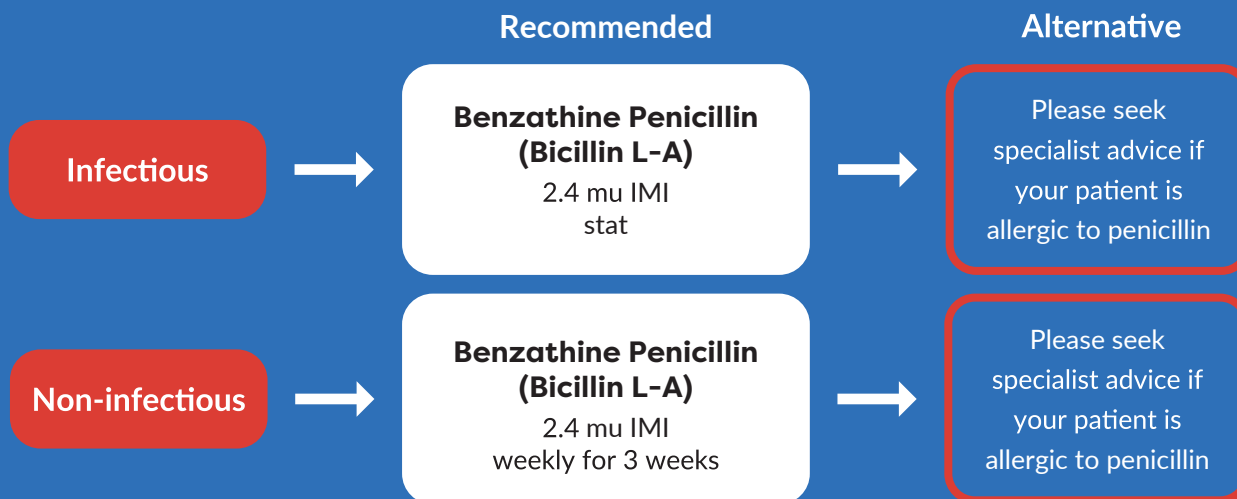 Recommended
Alternative
Infectious
Benzathine Penicillin
(Bicillin L-A)
2.4 mu IMI
stat
Please seek
specialist advice if
your patient is
allergic to penicillin
Non-infectious
Benzathine Penicillin
(Bicillin L-A)
2.4 mu IMI
weekly for 3 weeks
Please seek
specialist advice if
your patient is
allergic to penicillin